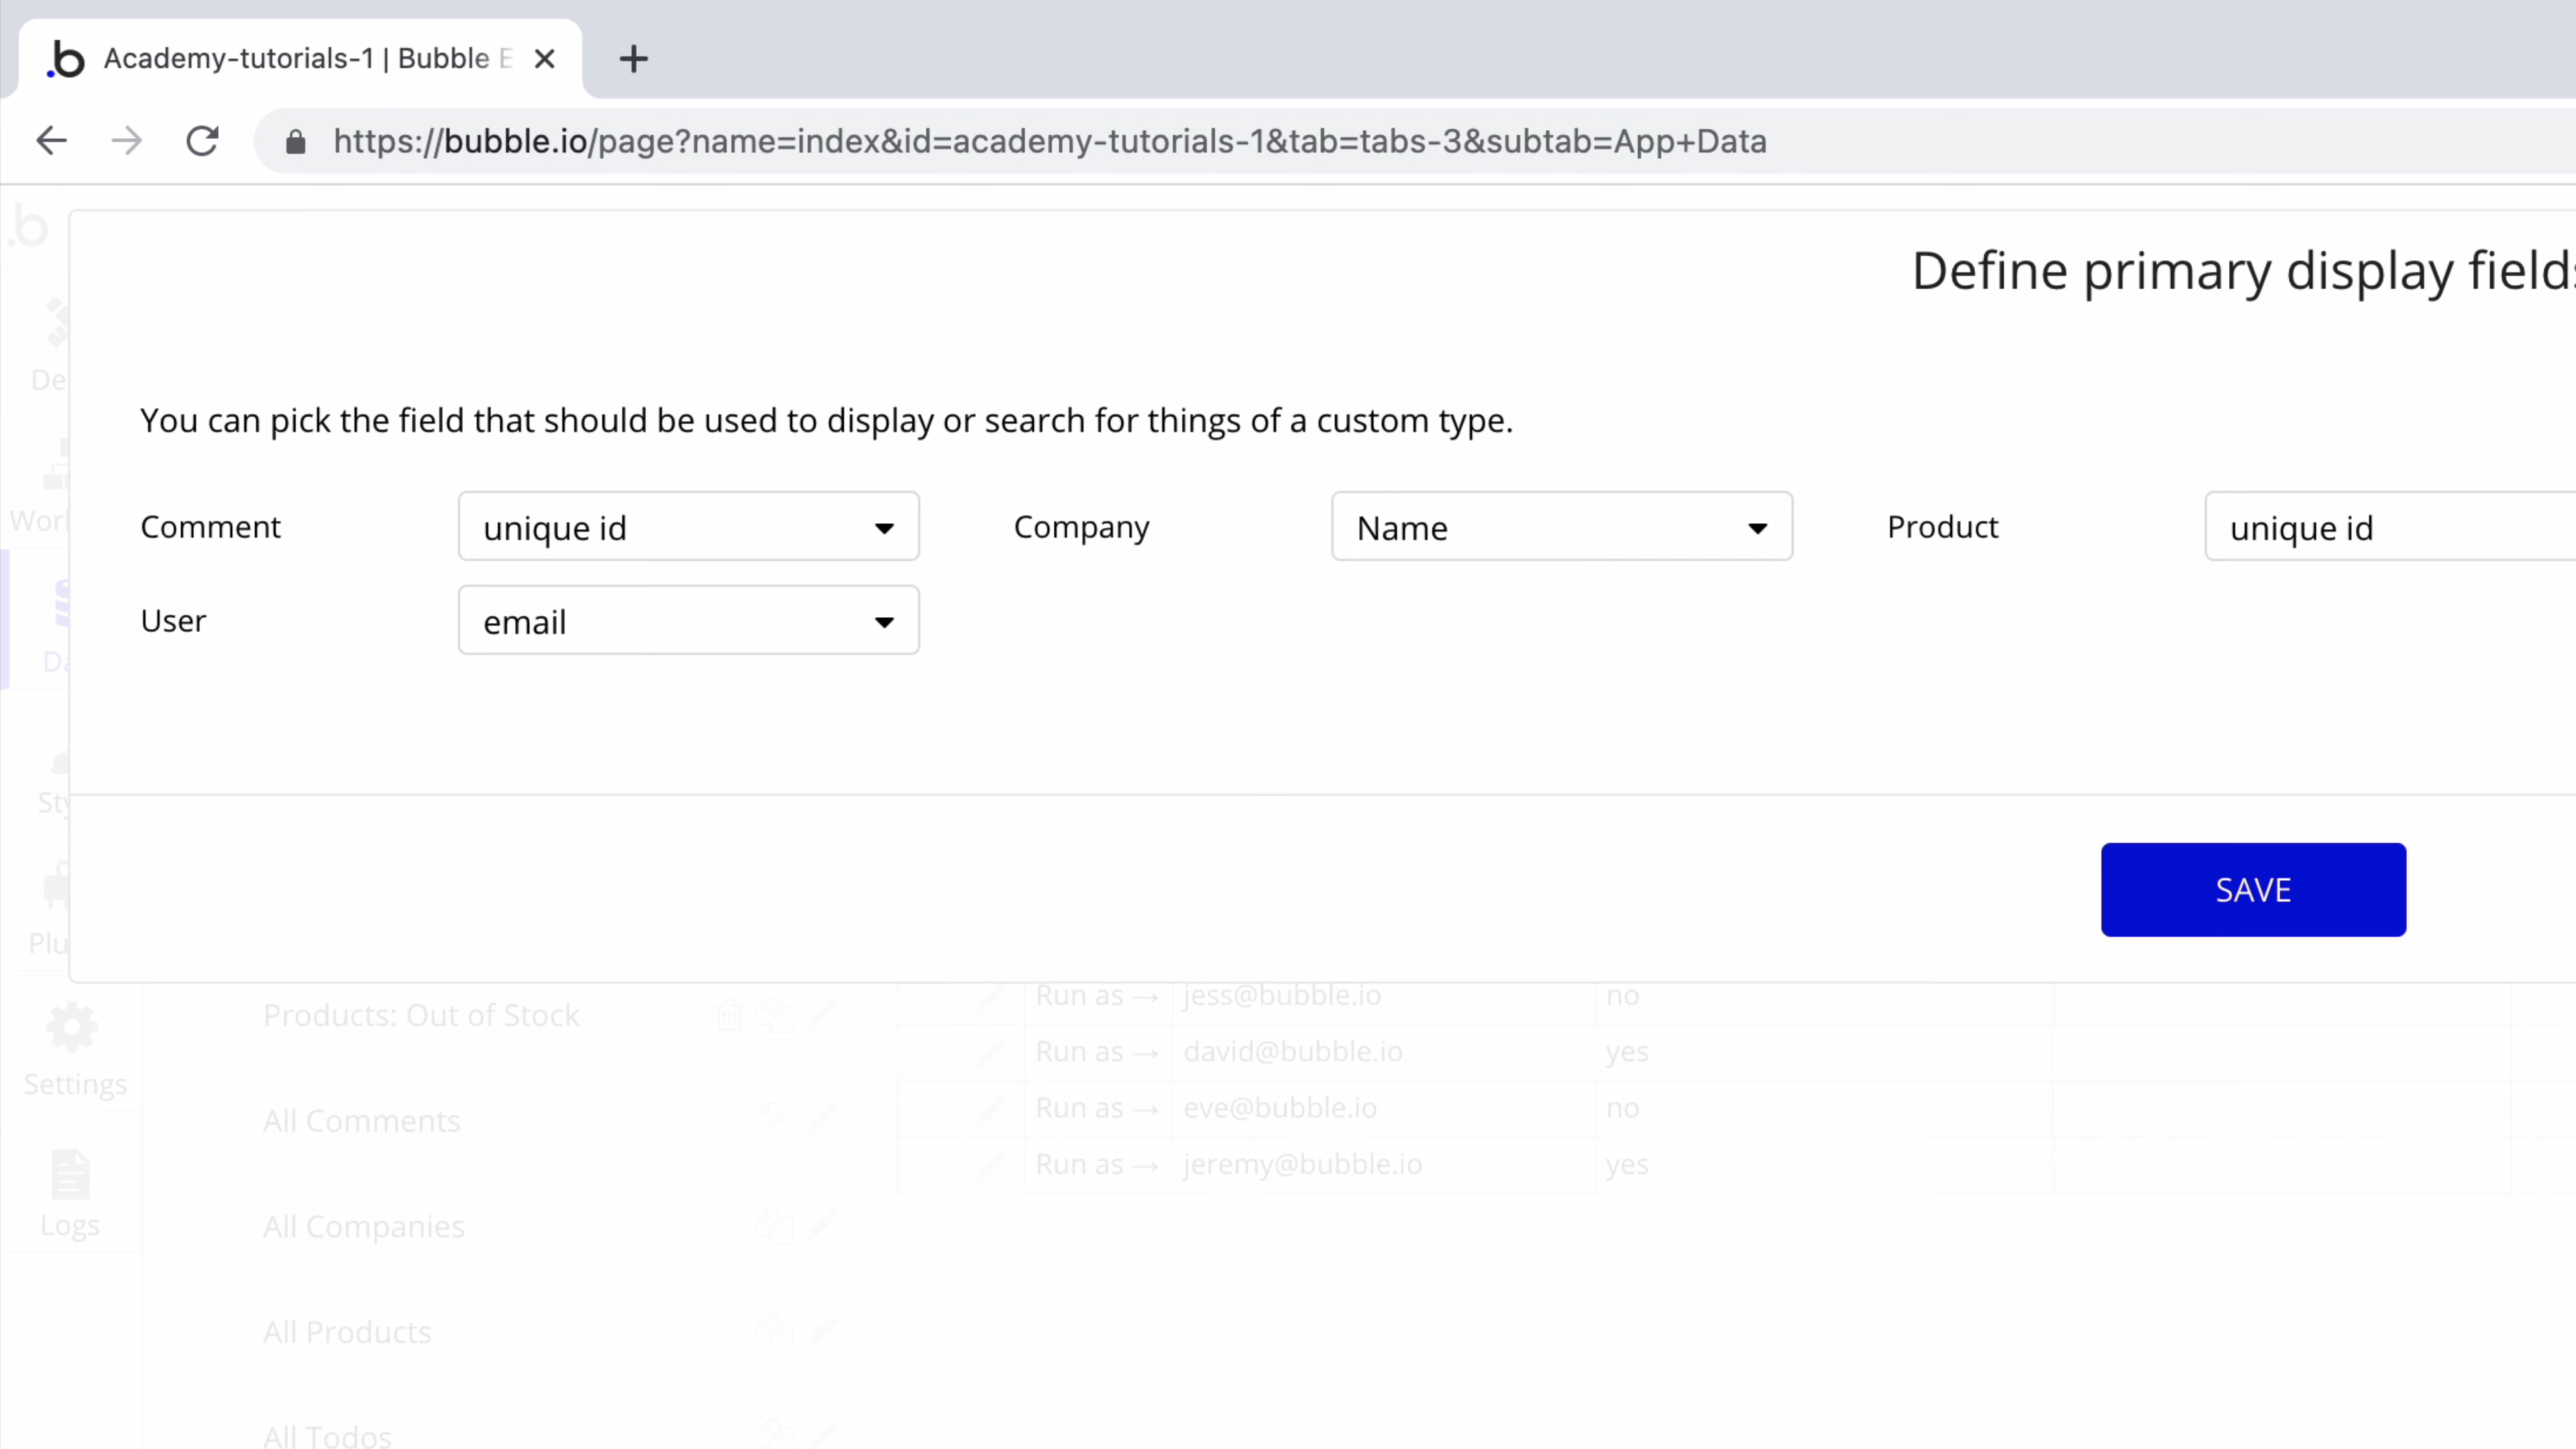 Academy-tutorials-1 | Bubble E
https://bubble.io/page?name=index&id=academy-tutorials-1&tab=tabs-3&subtab=App+Data
.b
Define primary display fields
De
You can pick the field that should be used to display or search for things of a custom type.
Worl
Comment unique id Company Name Product unique id
User email
Da
Sty
SAVE
Plu
Products: Out of Stock
Run as → jess@bubble.io no
Run as → david@bubble.io yes
Settings
All Comments
Run as → eve@bubble.io no
Run as → jeremy@bubble.io yes
Logs
All Companies
All Products
All Todos